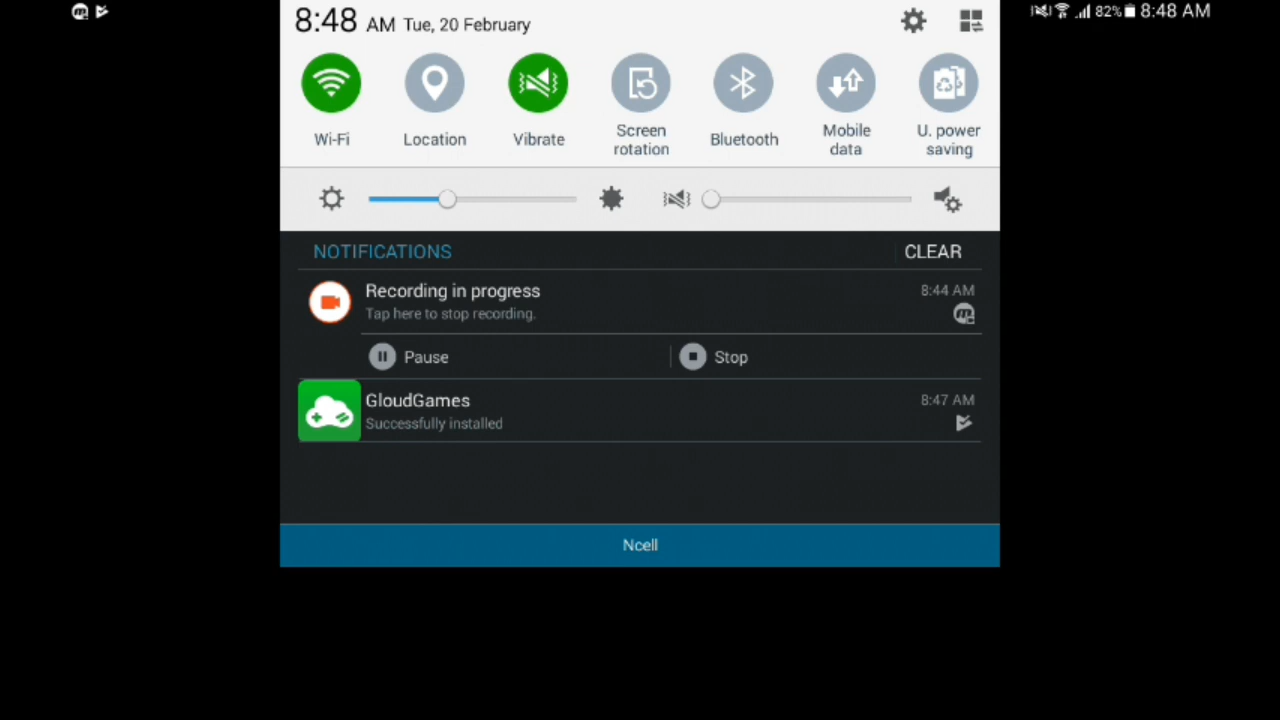 82% 8:48 AM
8:48 AM Tue, 20 February
Wi-Fi
Location
Vibrate
Screen
rotation
Bluetooth
Mobile
data
U. power
saving
NOTIFICATIONS
CLEAR
Recording in progress
8:44 AM
Tap here to stop recording.
Pause
Stop
GloudGames
8:47 AM
Successfully installed
Ncell